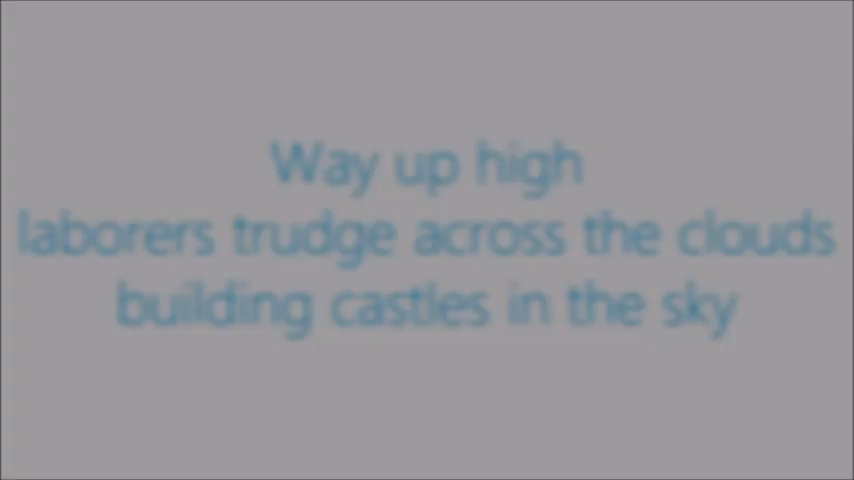 Way up high
laborers trudge across the clouds
building castles in the sky